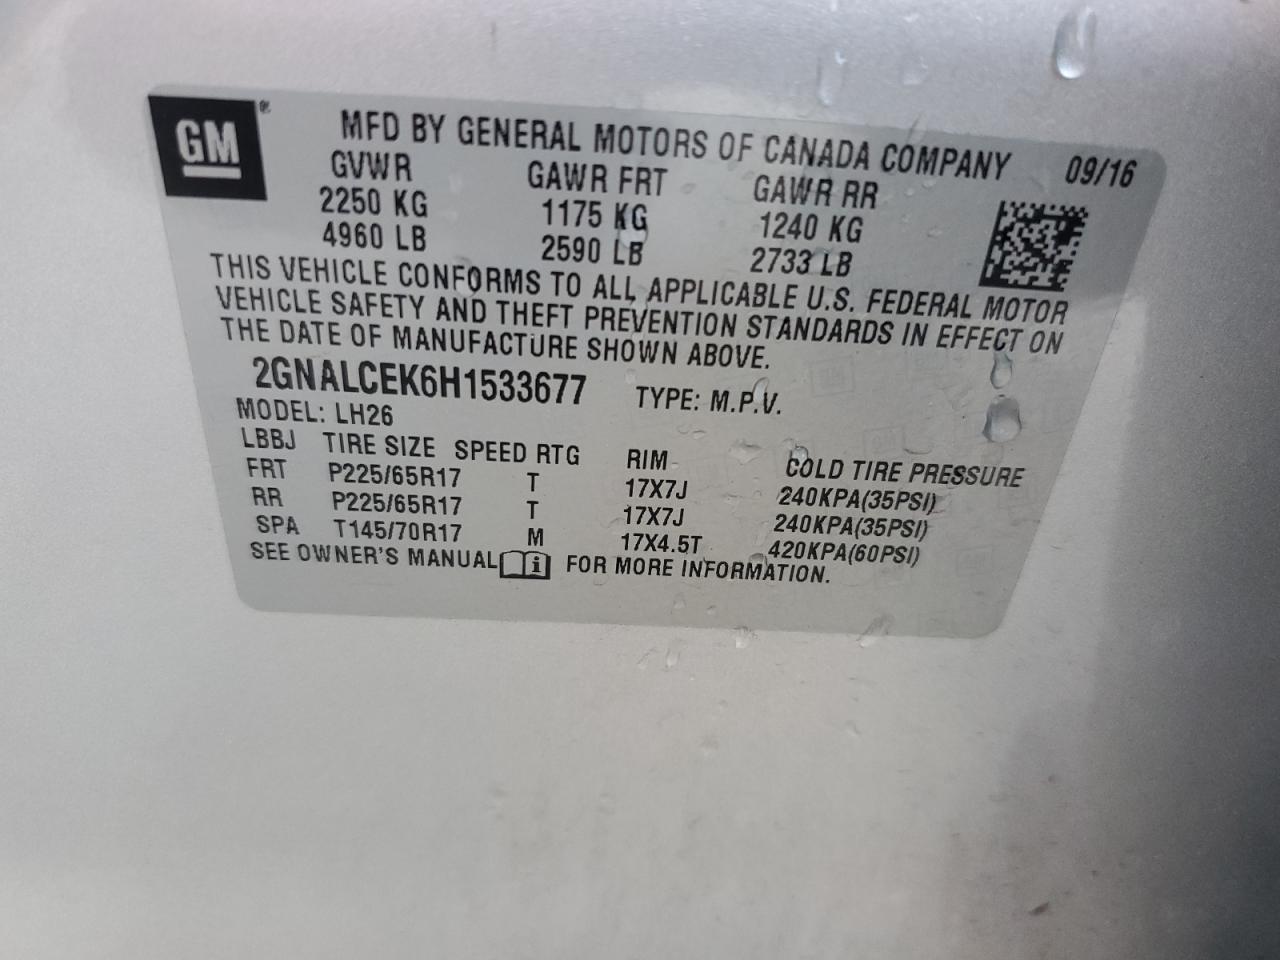 GM®
MFD BY GENERAL MOTORS OF CANADA COMPANY 09/16
GVWR GAWR FRT GAWR RR
2250 KG 1175 KG 1240 KG
4960 LB 2590 LB 2733 LB
THIS VEHICLE CONFORMS TO ALL APPLICABLE U.S. FEDERAL MOTOR
VEHICLE SAFETY AND THEFT PREVENTION STANDARDS IN EFFECT ON
THE DATE OF MANUFACTURE SHOWN ABOVE.
2GNALCEK6H1533677 TYPE: M.P.V.
MODEL: LH26
LBBJ TIRE SIZE SPEED RTG RIM COLD TIRE PRESSURE
FRT P225/65R17 T 17X7J 240KPA(35PSI)
RR P225/65R17 T 17X7J 240KPA(35PSI)
SPA T145/70R17 M 17X4.5T 420KPA(60PSI)
SEE OWNER'S MANUAL i FOR MORE INFORMATION.